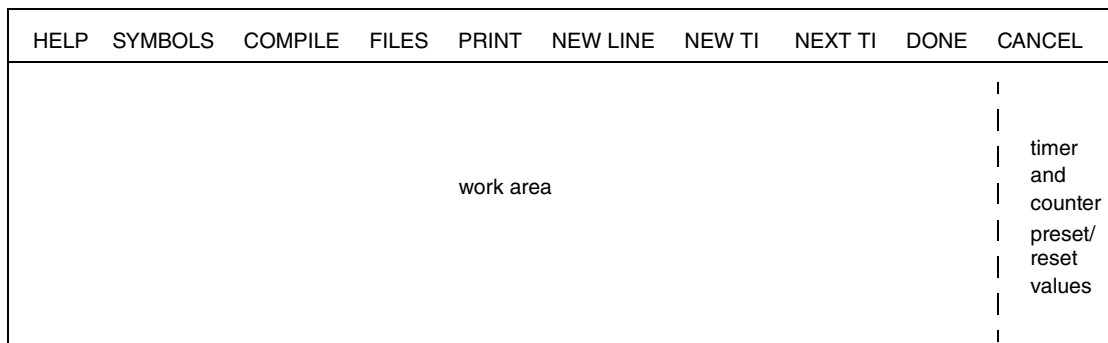 HELP SYMBOLS COMPILE FILES PRINT NEW LINE NEW TI NEXT TI DONE CANCEL
work area
timer
and
counter
preset/
reset
values